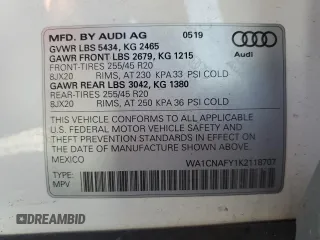 MFD. BY AUDI AG 0519
GVWR LBS 5434, KG 2465
GAWR FRONT LBS 2679, KG 1215
FRONT-TIRES 255/45 R20
8JX20 RIMS, AT 230 KPA 33 PSI COLD
GAWR REAR LBS 3042, KG 1380
REAR-TIRES 255/45 R20
8JX20 RIMS, AT 250 KPA 36 PSI COLD
Audi
THIS VEHICLE CONFORMS TO ALL APPLICABLE
U.S. FEDERAL MOTOR VEHICLE SAFETY AND
THEFT PREVENTION STANDARDS IN EFFECT ON
THE DATE OF MANUFACTURE SHOWN ABOVE.
MEXICO
WA1CNAFY1K2118707
TYPE:
MPV
CLEARBID